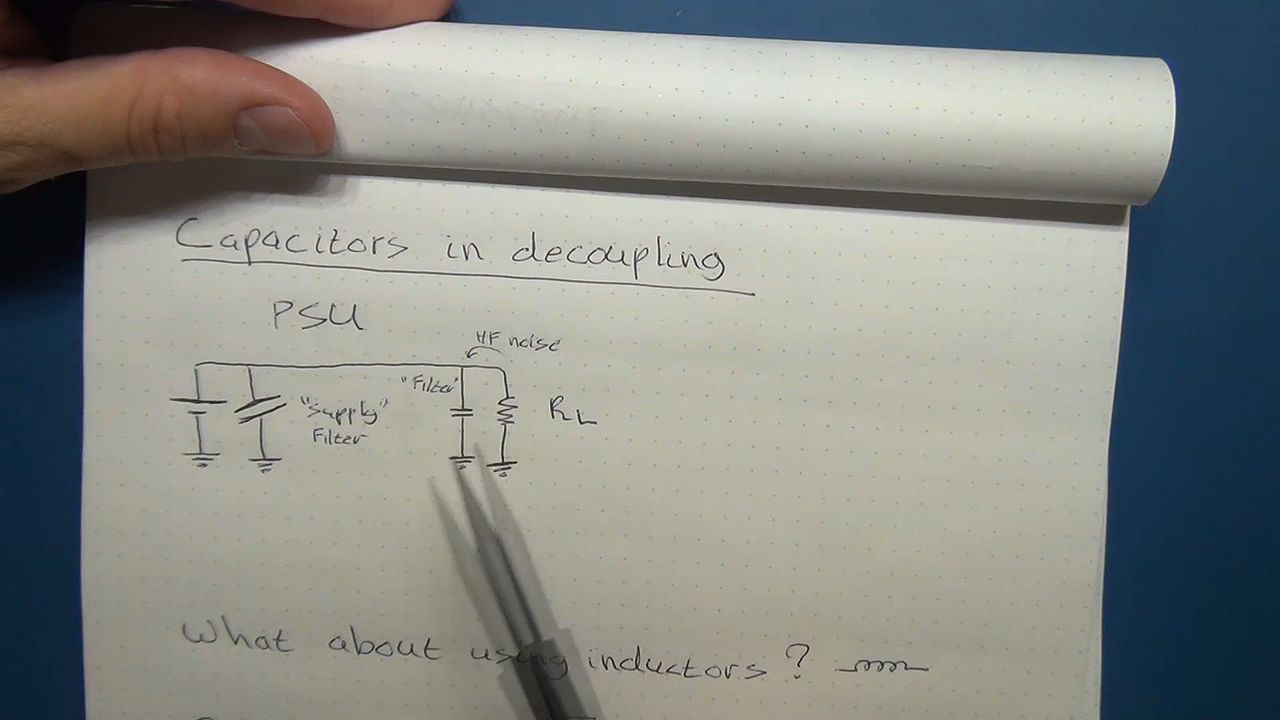 Capacitors in decoupling
PSU
HF noise
"Filter"
"Supply"
Filter
RL
What about using inductors?